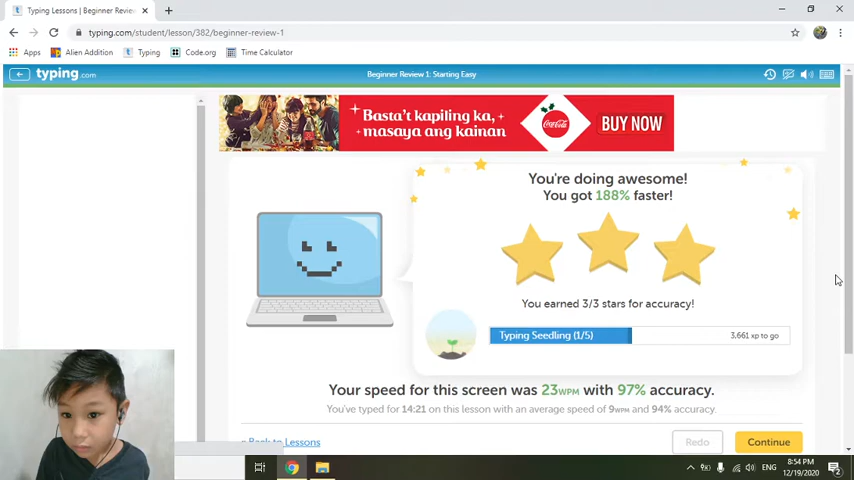 Typing Lessons | Beginner Revie
typing.com/student/lesson/382/beginner-review-1
Apps Alien Addition Typing Code.org Time Calculator
typing.com Beginner Review 1: Starting Easy
Basta't kapiling ka,
masaya ang kainan
Coca-Cola
BUY NOW
You're doing awesome!
You got 188% faster!
You earned 3/3 stars for accuracy!
Typing Seedling (1/5) 3,661 xp to go
Your speed for this screen was 23WPM with 97% accuracy.
You've typed for 14:21 on this lesson with an average speed of 9WPM and 94% accuracy.
Back to Lessons Redo Continue
ENG 8:54 PM
12/19/2020 2